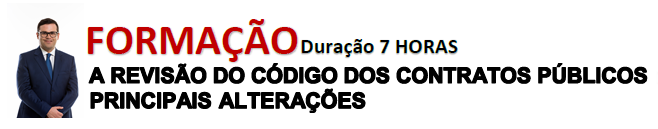 FORMAÇÃO Duração 7 HORAS
A REVISÃO DO CÓDIGO DOS CONTRATOS PÚBLICOS
PRINCIPAIS ALTERAÇÕES